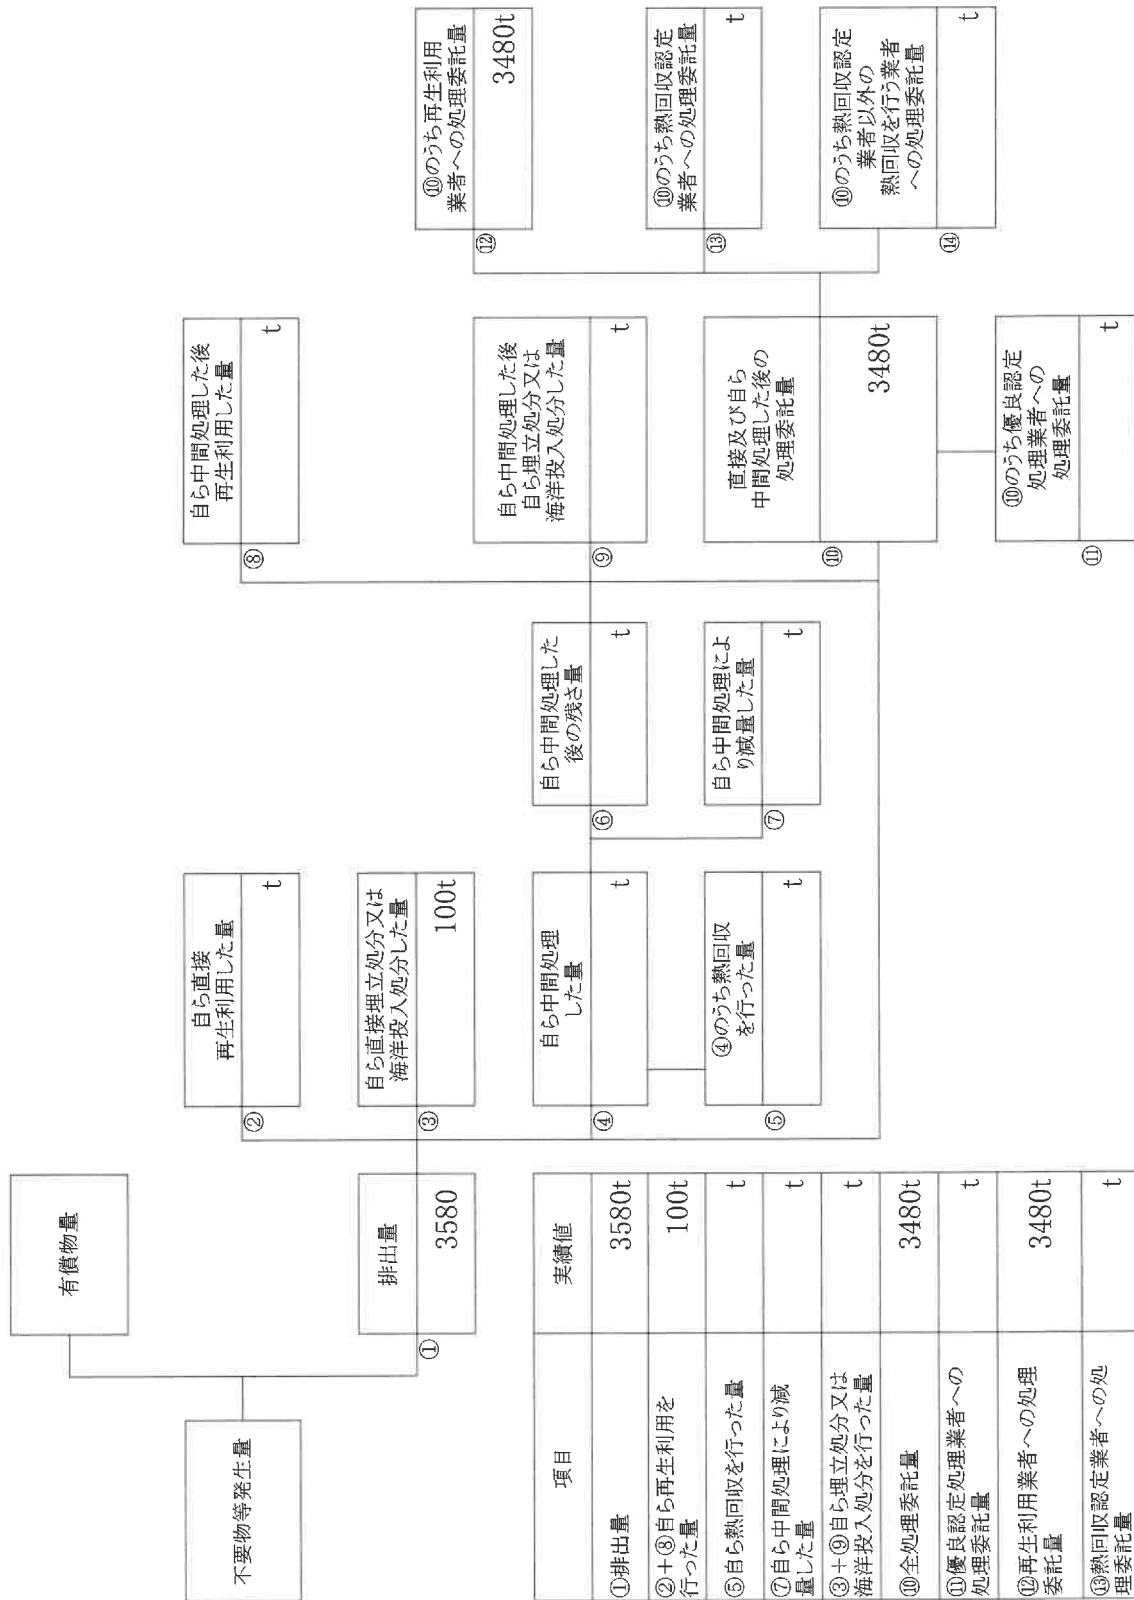 不要物等発生量
有償物量
①
排出量
3580
②
自ら直接
再生利用した量
t
③
自ら直接埋立処分又は
海洋投入処分した量
100t
④
自ら中間処理
した量
t
⑤
④のうち熱回収
を行った量
t
⑥
自ら中間処理した
後の残さ量
t
⑦
自ら中間処理によ
り減量した量
t
⑧
自ら中間処理した後
再生利用した量
t
⑨
自ら中間処理した後
自ら埋立処分又は
海洋投入処分した量
t
⑩
直接及び自ら
中間処理した後の
処理委託量
3480t
⑪
⑩のうち優良認定
処理業者への
処理委託量
t
⑫
⑩のうち再生利用
業者への処理委託量
3480t
⑬
⑩のうち熱回収認定
業者への処理委託量
t
⑭
⑩のうち熱回収認定
業者以外の
熱回収を行う業者
への処理委託量
t
項目 実績値
①排出量 3580t
②+⑧自ら再生利用を
行った量 100t
⑤自ら熱回収を行った量 t
⑦自ら中間処理により減
量した量 t
③+⑨自ら埋立処分又は
海洋投入処分を行った量 t
⑩全処理委託量 3480t
⑪優良認定処理業者への
処理委託量 t
⑫再生利用業者への処理
委託量 3480t
⑬熱回収認定業者への処
理委託量 t